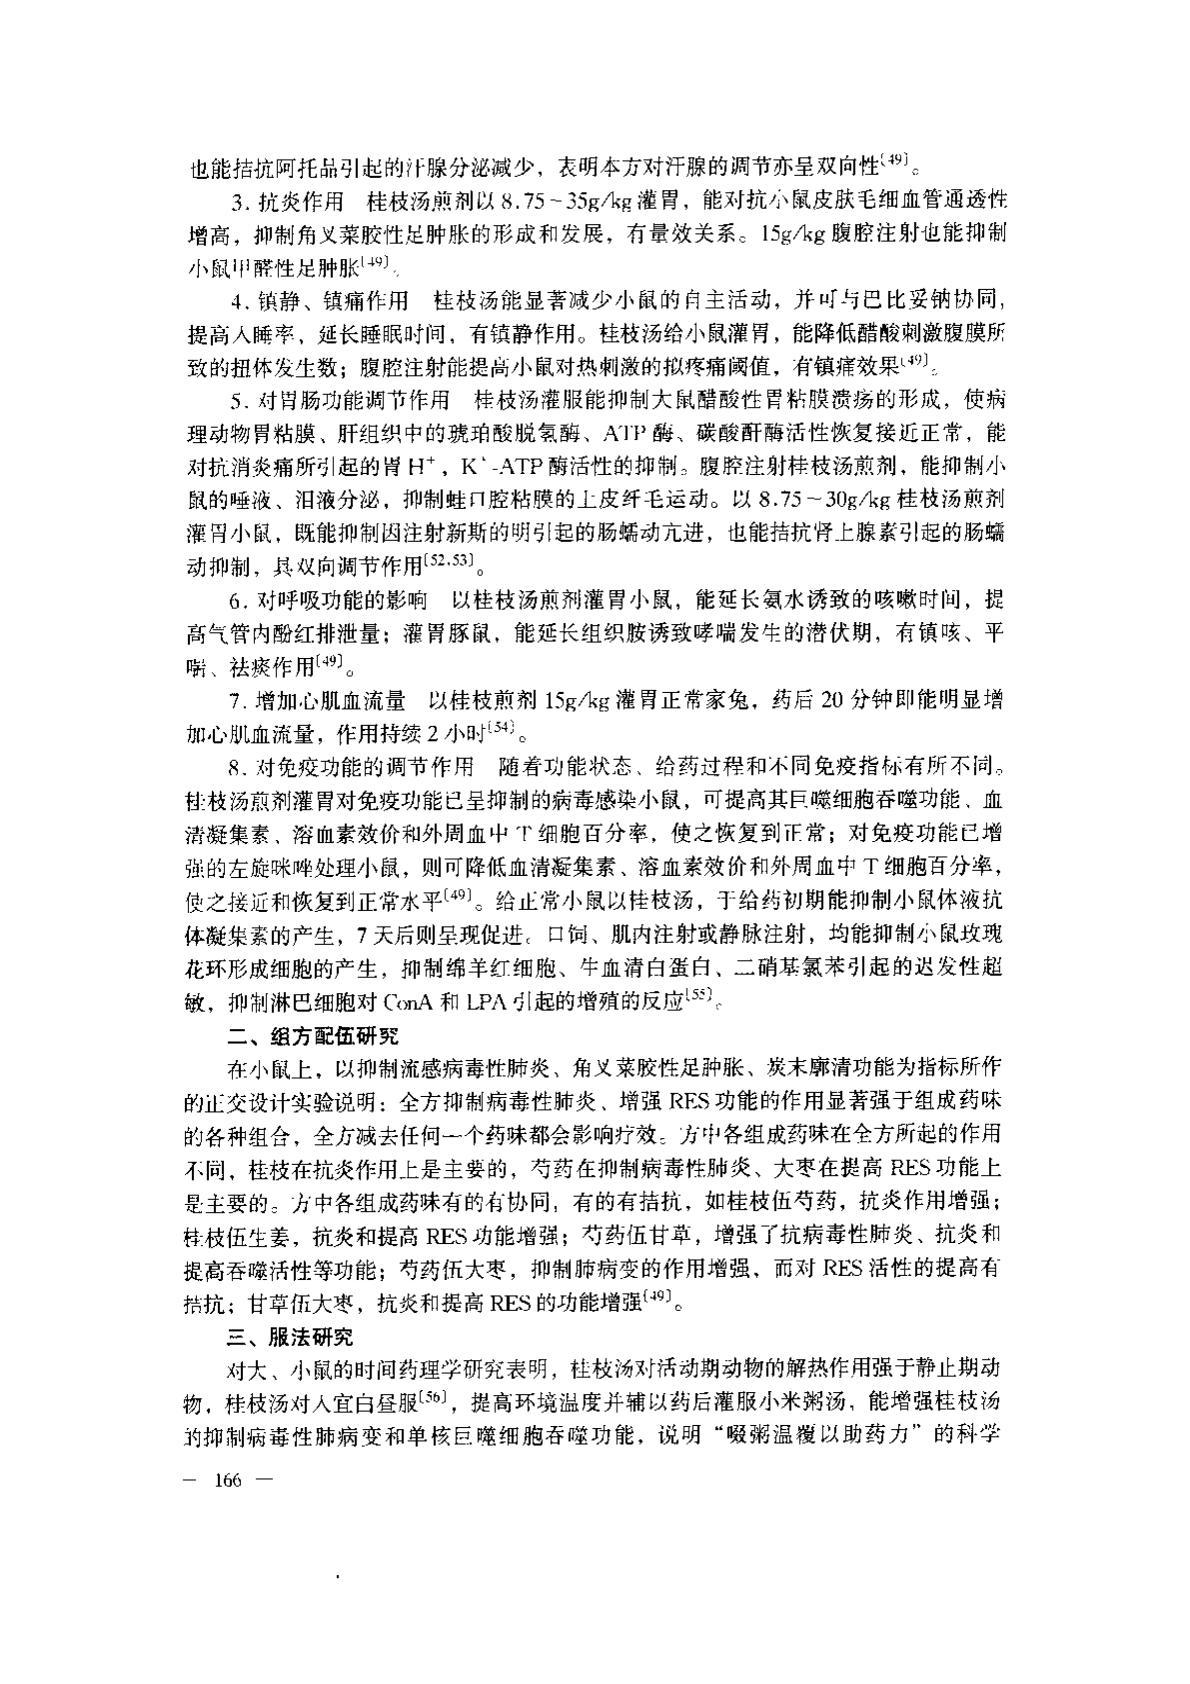 也能拮抗阿托品引起的汗腺分泌减少，表明本方对汗腺的调节亦呈双向性〔49〕。
3. 抗炎作用　桂枝汤煎剂以 8.75～35g/kg 灌胃，能对抗小鼠皮肤毛细血管通透性
增高，抑制角叉菜胶性足肿胀的形成和发展，有量效关系。15g/kg 腹腔注射也能抑制
小鼠甲醛性足肿胀〔49〕。
4. 镇静、镇痛作用　桂枝汤能显著减少小鼠的自主活动，并可与巴比妥钠协同，
提高入睡率，延长睡眠时间，有镇静作用。桂枝汤给小鼠灌胃，能降低醋酸刺激腹膜所
致的扭体发生数；腹腔注射能提高小鼠对热刺激的拟疼痛阈值，有镇痛效果〔49〕。
5. 对胃肠功能调节作用　桂枝汤灌服能抑制大鼠醋酸性胃粘膜溃疡的形成，使病
理动物胃粘膜、肝组织中的琥珀酸脱氢酶、ATP 酶、碳酸酐酶活性恢复接近正常，能
对抗消炎痛所引起的胃 H⁺，K⁺-ATP 酶活性的抑制。腹腔注射桂枝汤煎剂，能抑制小
鼠的唾液、泪液分泌，抑制蛙口腔粘膜的上皮纤毛运动。以 8.75～30g/kg 桂枝汤煎剂
灌胃小鼠，既能抑制因注射新斯的明引起的肠蠕动亢进，也能拮抗肾上腺素引起的肠蠕
动抑制，具双向调节作用〔52,53〕。
6. 对呼吸功能的影响　以桂枝汤煎剂灌胃小鼠，能延长氨水诱致的咳嗽时间，提
高气管内酚红排泄量；灌胃豚鼠，能延长组织胺诱致哮喘发生的潜伏期，有镇咳、平
喘、祛痰作用〔49〕。
7. 增加心肌血流量　以桂枝煎剂 15g/kg 灌胃正常家兔，药后 20 分钟即能明显增
加心肌血流量，作用持续 2 小时〔54〕。
8. 对免疫功能的调节作用　随着功能状态、给药过程和不同免疫指标有所不同。
桂枝汤煎剂灌胃对免疫功能已呈抑制的病毒感染小鼠，可提高其巨噬细胞吞噬功能、血
清凝集素、溶血素效价和外周血中 T 细胞百分率，使之恢复到正常；对免疫功能已增
强的左旋咪唑处理小鼠，则可降低血清凝集素、溶血素效价和外周血中 T 细胞百分率，
使之接近和恢复到正常水平〔49〕。给正常小鼠以桂枝汤，于给药初期能抑制小鼠体液抗
体凝集素的产生，7 天后则呈现促进。口饲、肌内注射或静脉注射，均能抑制小鼠玫瑰
花环形成细胞的产生，抑制绵羊红细胞、牛血清白蛋白、二硝基氯苯引起的迟发性超
敏，抑制淋巴细胞对 ConA 和 LPA 引起的增殖的反应〔55〕。
二、组方配伍研究
在小鼠上，以抑制流感病毒性肺炎、角叉菜胶性足肿胀、炭末廓清功能为指标所作
的正交设计实验说明：全方抑制病毒性肺炎、增强 RES 功能的作用显著强于组成药味
的各种组合，全方减去任何一个药味都会影响疗效。方中各组成药味在全方所起的作用
不同，桂枝在抗炎作用上是主要的，芍药在抑制病毒性肺炎、大枣在提高 RES 功能上
是主要的。方中各组成药味有的有协同，有的有拮抗，如桂枝伍芍药，抗炎作用增强；
桂枝伍生姜，抗炎和提高 RES 功能增强；芍药伍甘草，增强了抗病毒性肺炎、抗炎和
提高吞噬活性等功能；芍药伍大枣，抑制肺病变的作用增强，而对 RES 活性的提高有
拮抗；甘草伍大枣，抗炎和提高 RES 的功能增强〔49〕。
三、服法研究
对大、小鼠的时间药理学研究表明，桂枝汤对活动期动物的解热作用强于静止期动
物，桂枝汤对人宜白昼服〔56〕，提高环境温度并辅以药后灌服小米粥汤，能增强桂枝汤
的抑制病毒性肺病变和单核巨噬细胞吞噬功能，说明“啜粥温覆以助药力”的科学
— 166 —